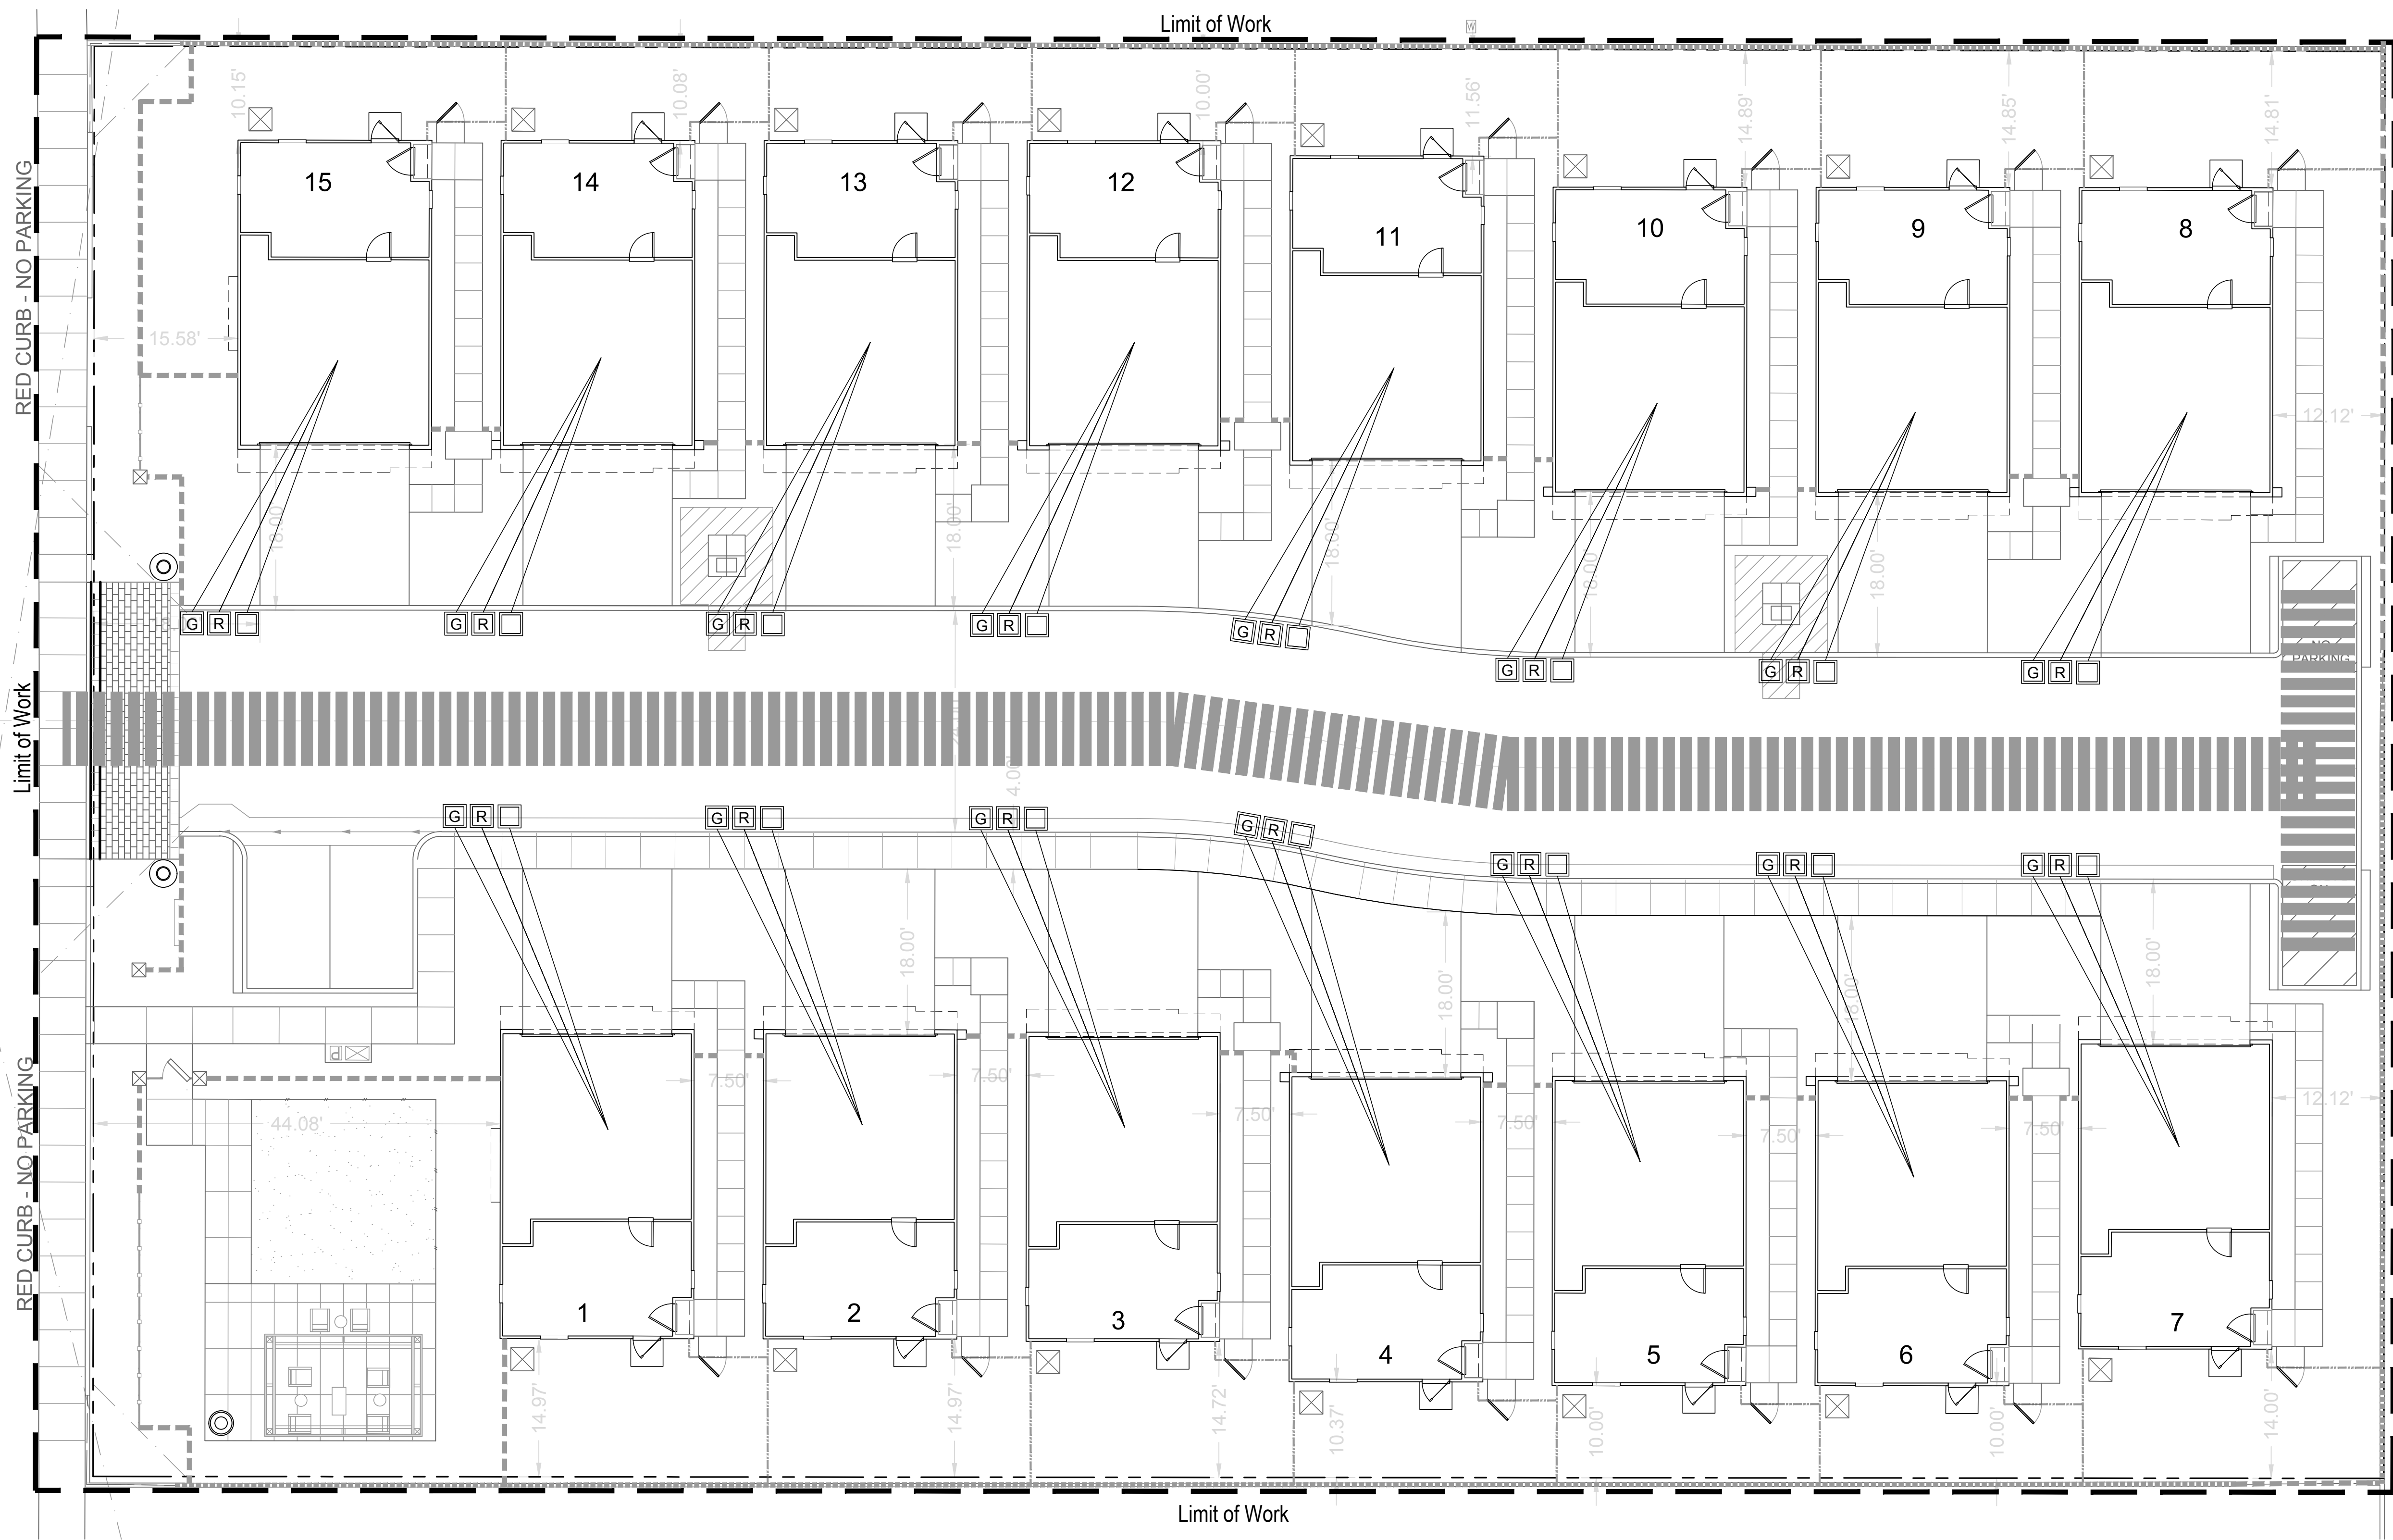 Limit of Work
W
10.15'
10.08'
10.00'
11.56'
14.89'
14.85'
14.81'
RED CURB - NO PARKING
15
14
13
12
11
10
9
8
15.58'
12.12'
18.00'
18.00'
18.00'
18.00'
18.00'
G R
G R
G R
G R
G R
G R
G R
G R
NO
PARKING
Limit of Work
4.00'
G R
G R
G R
G R
G R
G R
G R
18.00'
18.00'
18.00'
18.00'
RED CURB - NO PARKING
44.08'
7.50'
7.50'
7.50'
7.50'
7.50'
7.50'
12.12'
1
2
3
4
5
6
7
14.97'
14.97'
14.72'
10.37'
10.00'
10.00'
14.00'
Limit of Work